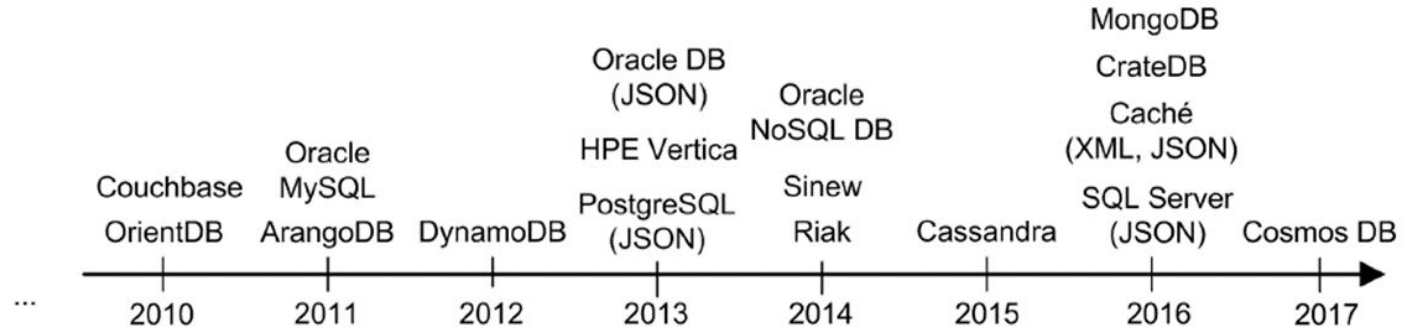 MongoDB
CrateDB
Caché
(XML, JSON)
SQL Server
(JSON)
Oracle DB
(JSON)
HPE Vertica
PostgreSQL
(JSON)
Oracle
NoSQL DB
Sinew
Riak
Oracle
MySQL
ArangoDB
Couchbase
OrientDB
DynamoDB
Cassandra
Cosmos DB
...
2010
2011
2012
2013
2014
2015
2016
2017